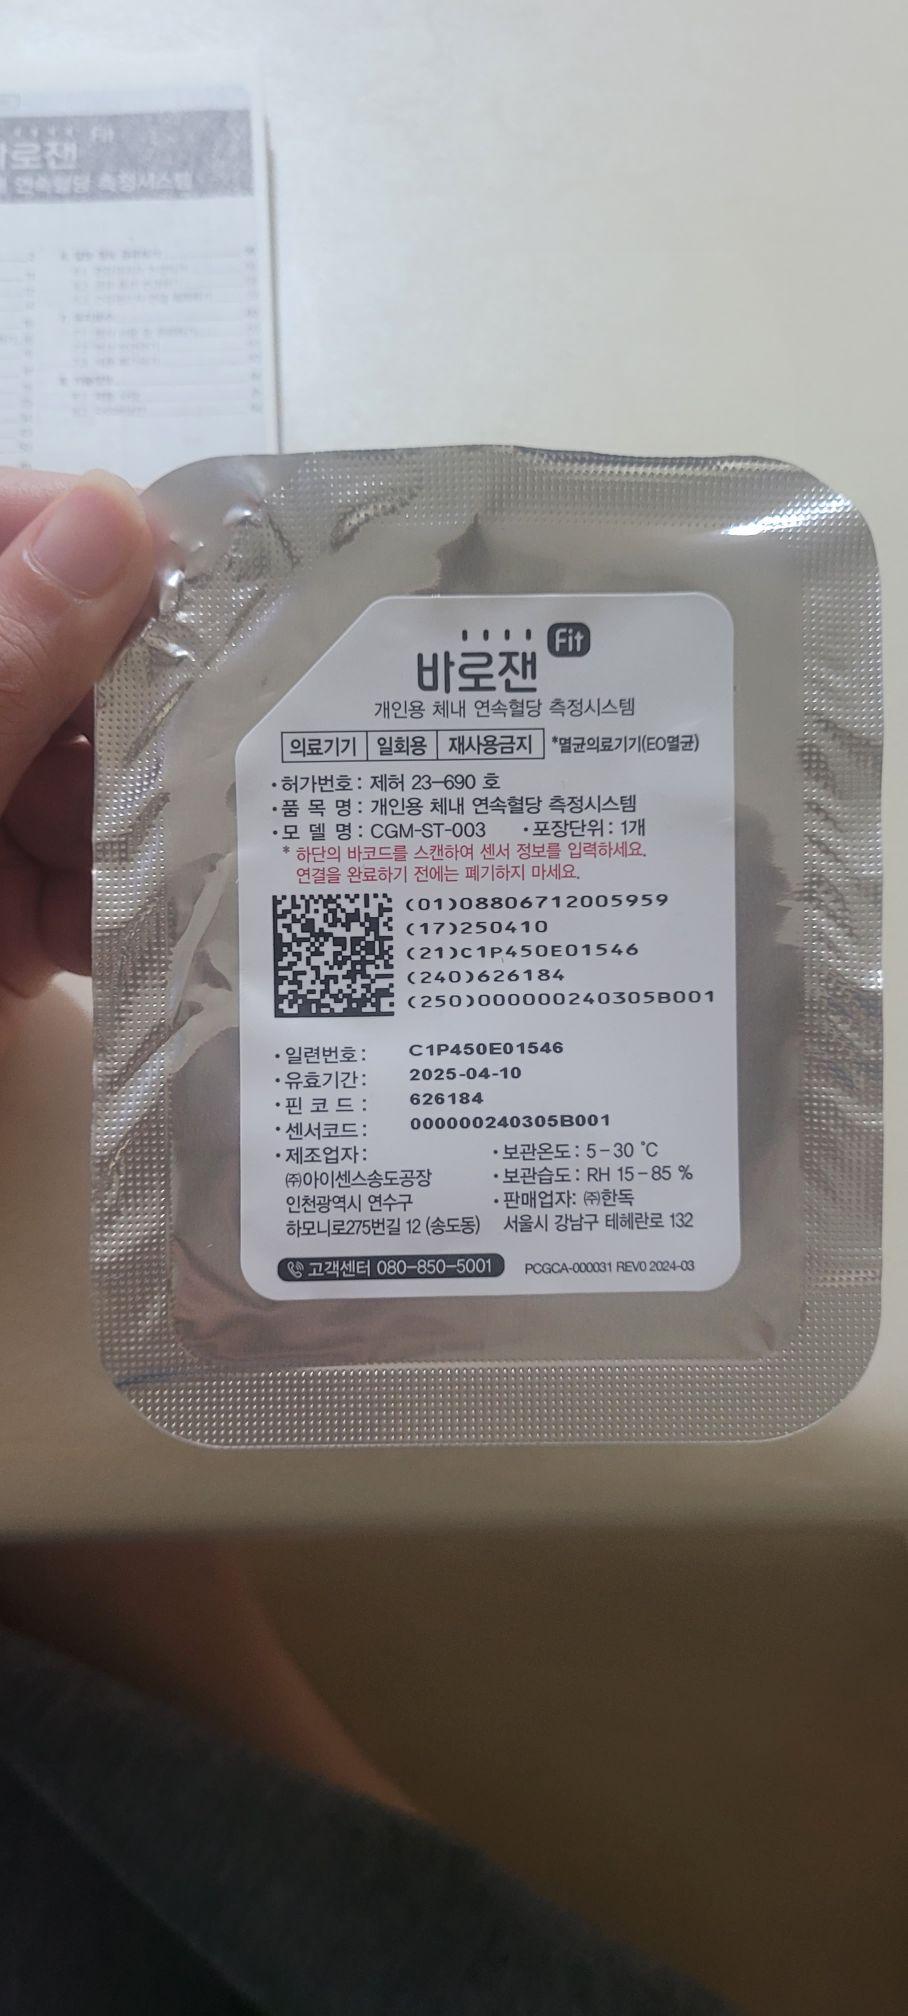 Fit
로잰
연속혈당 측정시스템
Fit
바로잰
개인용 체내 연속혈당 측정시스템
의료기기 일회용 재사용금지 *멸균의료기기(EO멸균)
•허가번호 : 제허 23-690 호
•품 목 명 : 개인용 체내 연속혈당 측정시스템
•모 델 명 : CGM-ST-003 •포장단위 : 1개
* 하단의 바코드를 스캔하여 센서 정보를 입력하세요.
연결을 완료하기 전에는 폐기하지 마세요.
(01)08806712005959
(17)250410
(21)C1P450E01546
(240)626184
(250)000000240305B001
•일련번호 : C1P450E01546
•유효기간 : 2025-04-10
•핀 코 드 : 626184
•센서코드 : 000000240305B001
•제조업자 : •보관온도 : 5-30 ℃
㈜아이센스송도공장 •보관습도 : RH 15-85 %
인천광역시 연수구 •판매업자 : ㈜한독
하모니로275번길 12 (송도동) 서울시 강남구 테헤란로 132
고객센터 080-850-5001 PCGCA-000031 REV0 2024-03